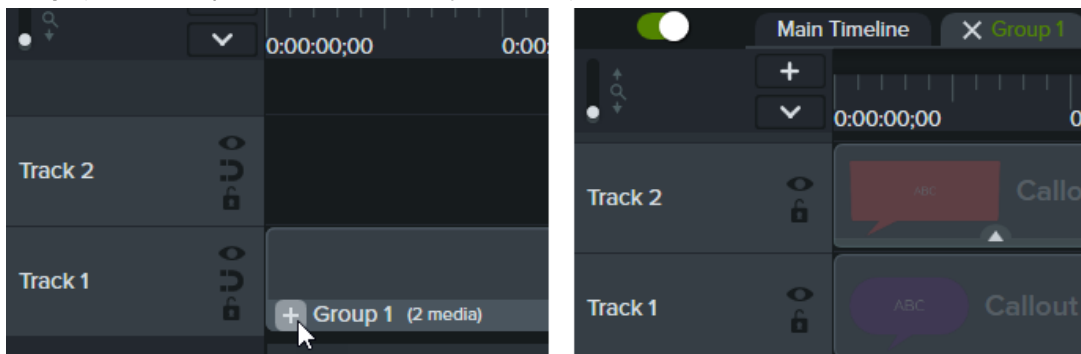 0:00:00;00 0:00:
Track 2
Track 1
Group 1 (2 media)
Main Timeline Group 1
0:00:00;00 0
Track 2 ABC Callo
Track 1 ABC Callout